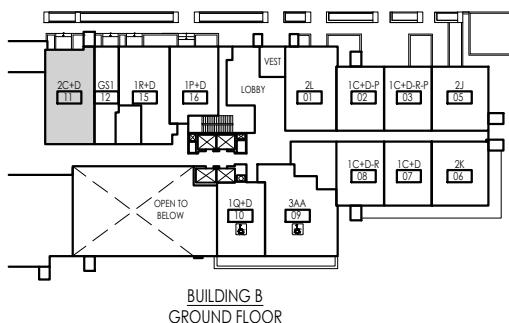 VEST
LOBBY
2C+D
11
GS1
12
1R+D
15
1P+D
16
2L
01
1C+D-P
02
1C+D-R-P
03
2J
05
OPEN TO
BELOW
1Q+D
10
3AA
09
1C+D-R
08
1C+D
07
2K
06
BUILDING B
GROUND FLOOR